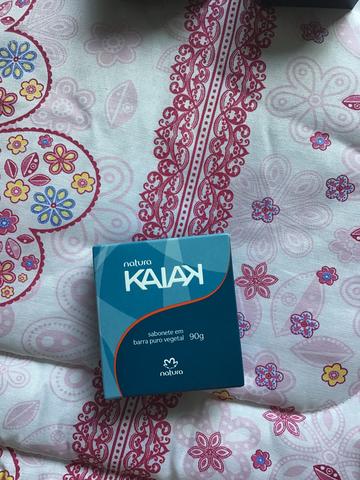 natura
KAIAK
sabonete em
barra puro vegetal 90g
natura